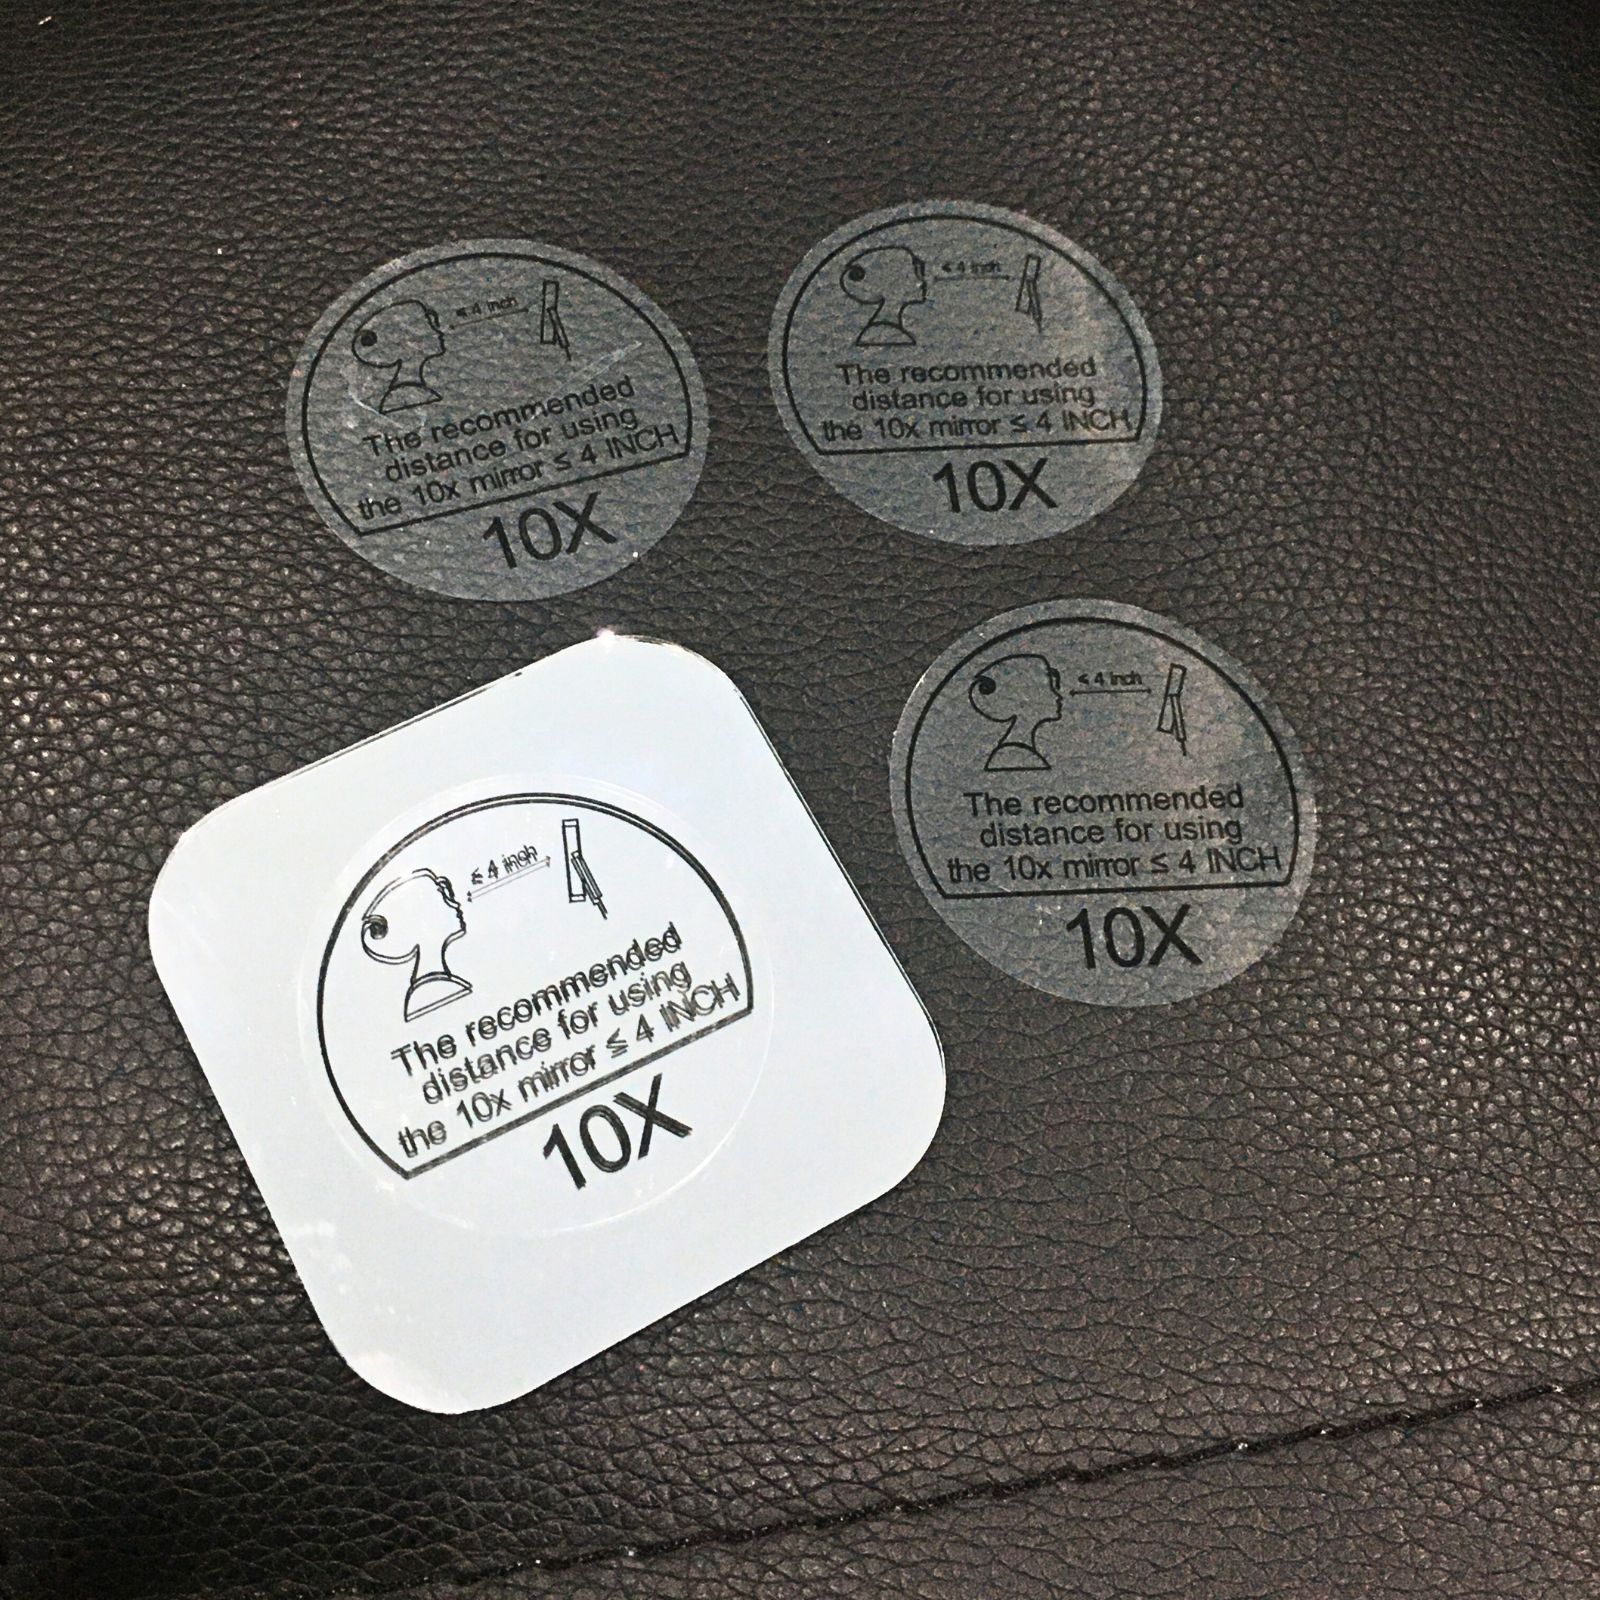 ≤ 4 inch
The recommended
distance for using
the 10x mirror ≤ 4 INCH
10X
≤ 4 inch
The recommended
distance for using
the 10x mirror ≤ 4 INCH
10X
≤ 4 inch
The recommended
distance for using
the 10x mirror ≤ 4 INCH
10X
≤ 4 inch
The recommended
distance for using
the 10x mirror ≤ 4 INCH
10X